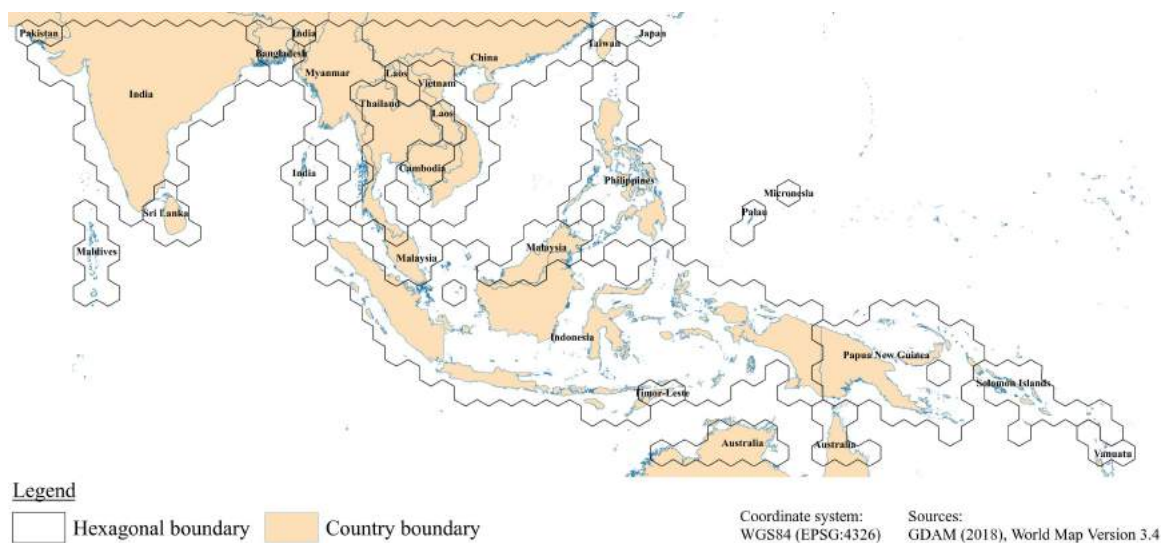 Pakistan
India
Taiwan
Japan
Bangladesh
China
Myanmar
Laos
Vietnam
India
Thailand
Laos
India
Cambodia
Philippines
Micronesia
Sri Lanka
Palau
Maldives
Malaysia
Malaysia
Indonesia
Papua New Guinea
Timor-Leste
Solomon Islands
Australia
Australia
Vanuatu
Legend
Hexagonal boundary
Country boundary
Coordinate system:
WGS84 (EPSG:4326)
Sources:
GDAM (2018), World Map Version 3.4